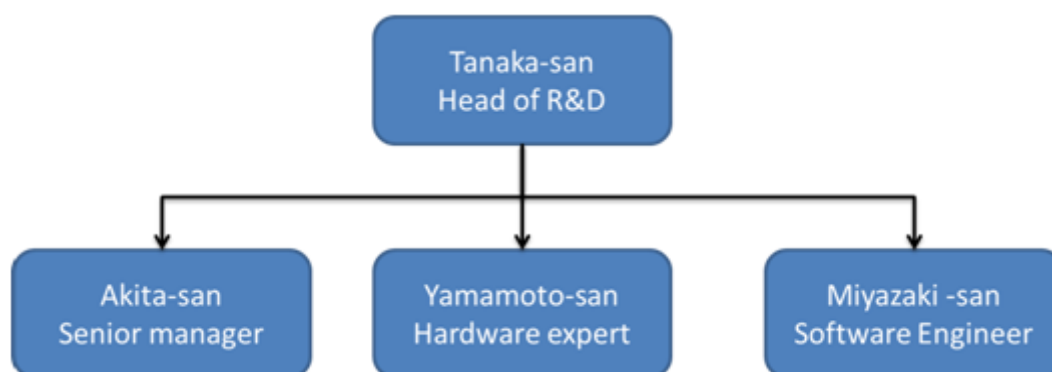 Tanaka-san
Head of R&D
Akita-san
Senior manager
Yamamoto-san
Hardware expert
Miyazaki -san
Software Engineer